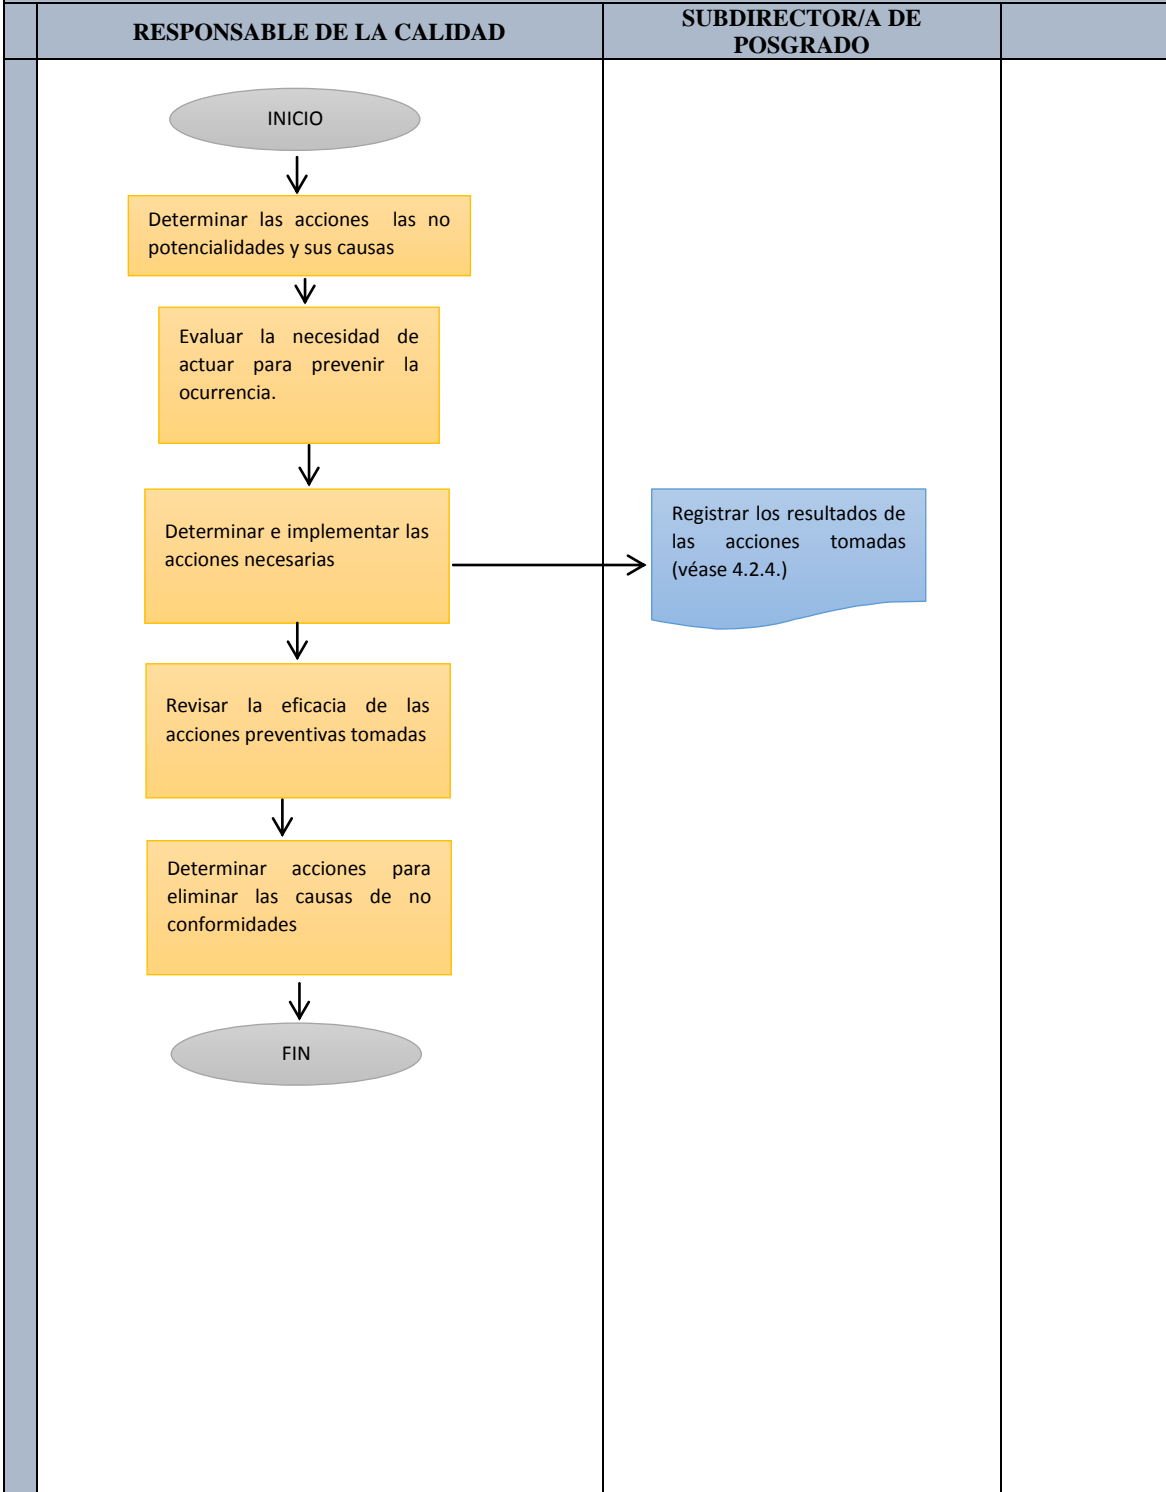 RESPONSABLE DE LA CALIDAD
SUBDIRECTOR/A DE
POSGRADO
INICIO
Determinar las acciones las no
potencialidades y sus causas
Evaluar la necesidad de
actuar para prevenir la
ocurrencia.
Determinar e implementar las
acciones necesarias
Registrar los resultados de
las acciones tomadas
(véase 4.2.4.)
Revisar la eficacia de las
acciones preventivas tomadas
Determinar acciones para
eliminar las causas de no
conformidades
FIN